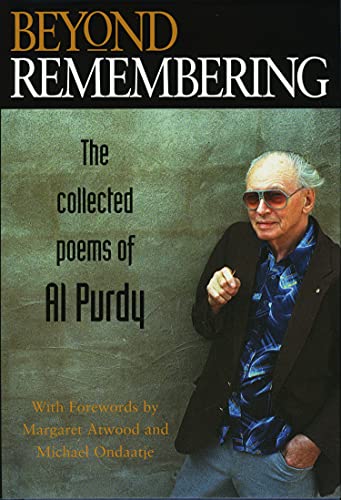 BEYOND
REMEMBERING
The
collected
poems of
Al Purdy
With Forewords by
Margaret Atwood and
Michael Ondaatje